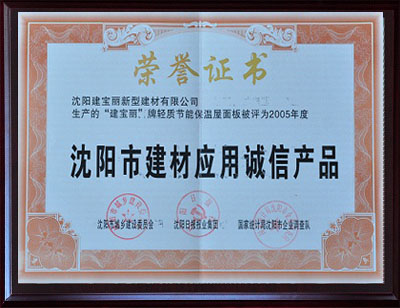 荣誉证书
沈阳建宝丽新型建材有限公司
生产的“建宝丽”牌轻质节能保温屋面板被评为2005年度
沈阳市建材应用诚信产品
沈阳市城乡建设委员会 沈阳日报报业集团 国家统计局沈阳市企业调查队